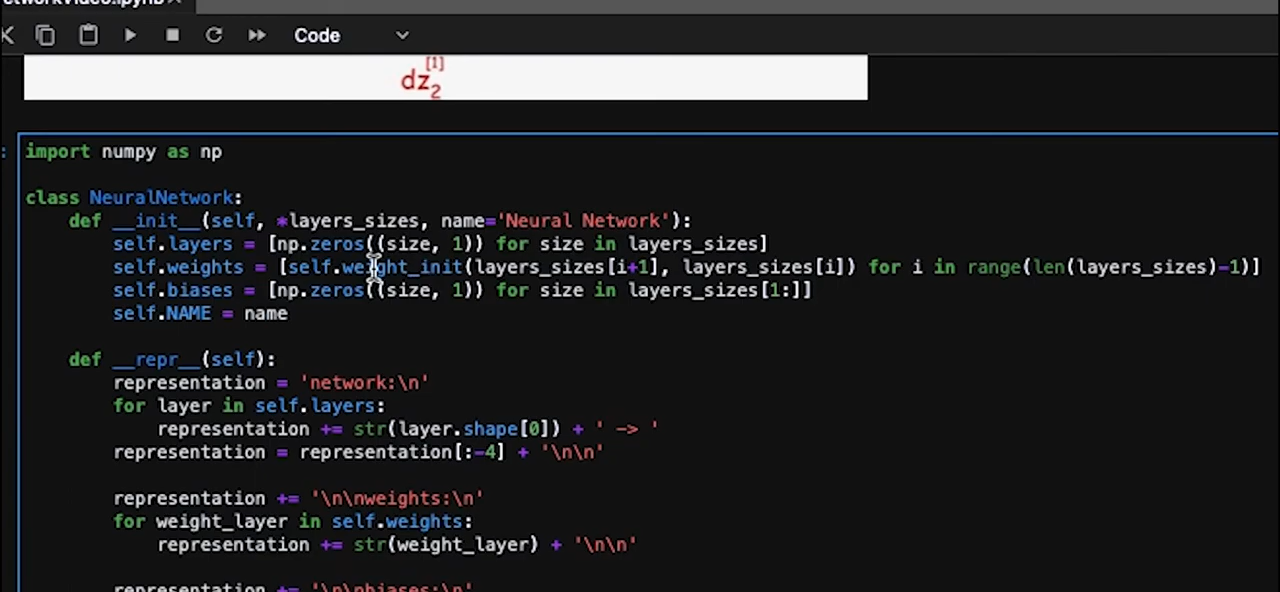 Code
dz2[1]
import numpy as np
class NeuralNetwork:
    def __init__(self, *layers_sizes, name='Neural Network'):
        self.layers = [np.zeros((size, 1)) for size in layers_sizes]
        self.weights = [self.weight_init(layers_sizes[i+1], layers_sizes[i]) for i in range(len(layers_sizes)-1)]
        self.biases = [np.zeros((size, 1)) for size in layers_sizes[1:]]
        self.NAME = name
    def __repr__(self):
        representation = 'network:\n'
        for layer in self.layers:
            representation += str(layer.shape[0]) + ' -> '
        representation = representation[:-4] + '\n\n'
        representation += '\n\nweights:\n'
        for weight_layer in self.weights:
            representation += str(weight_layer) + '\n\n'
        representation += '\n\nbiases:\n'